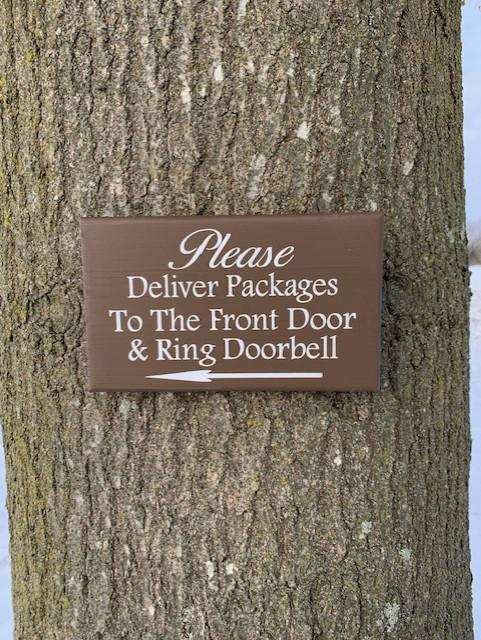 Please
Deliver Packages
To The Front Door
& Ring Doorbell